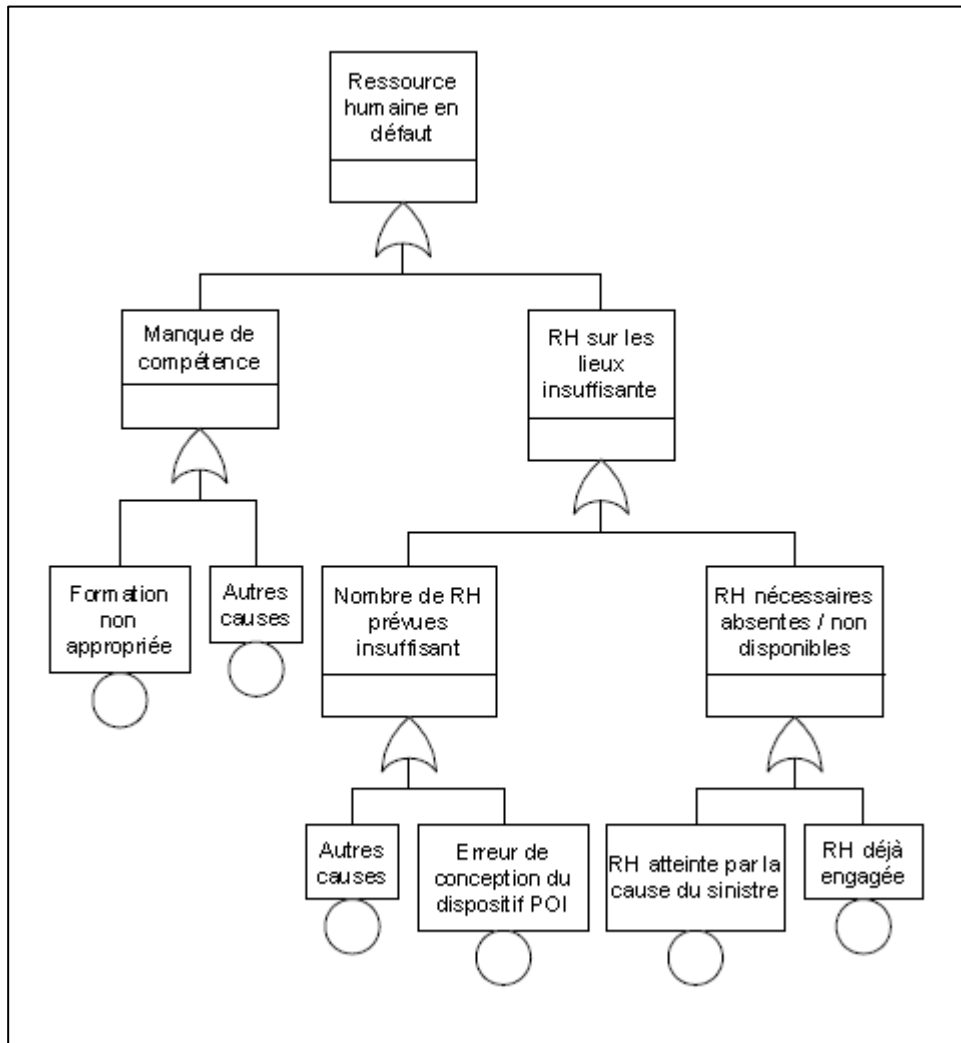 Ressource
humaine en
défaut
Manque de
compétence
RH sur les
lieux
insuffisante
Formation
non
appropriée
Autres
causes
Nombre de RH
prévues
insuffisant
RH nécessaires
absentes / non
disponibles
Autres
causes
Erreur de
conception du
dispositif POI
RH atteinte par la
cause du sinistre
RH déjà
engagée